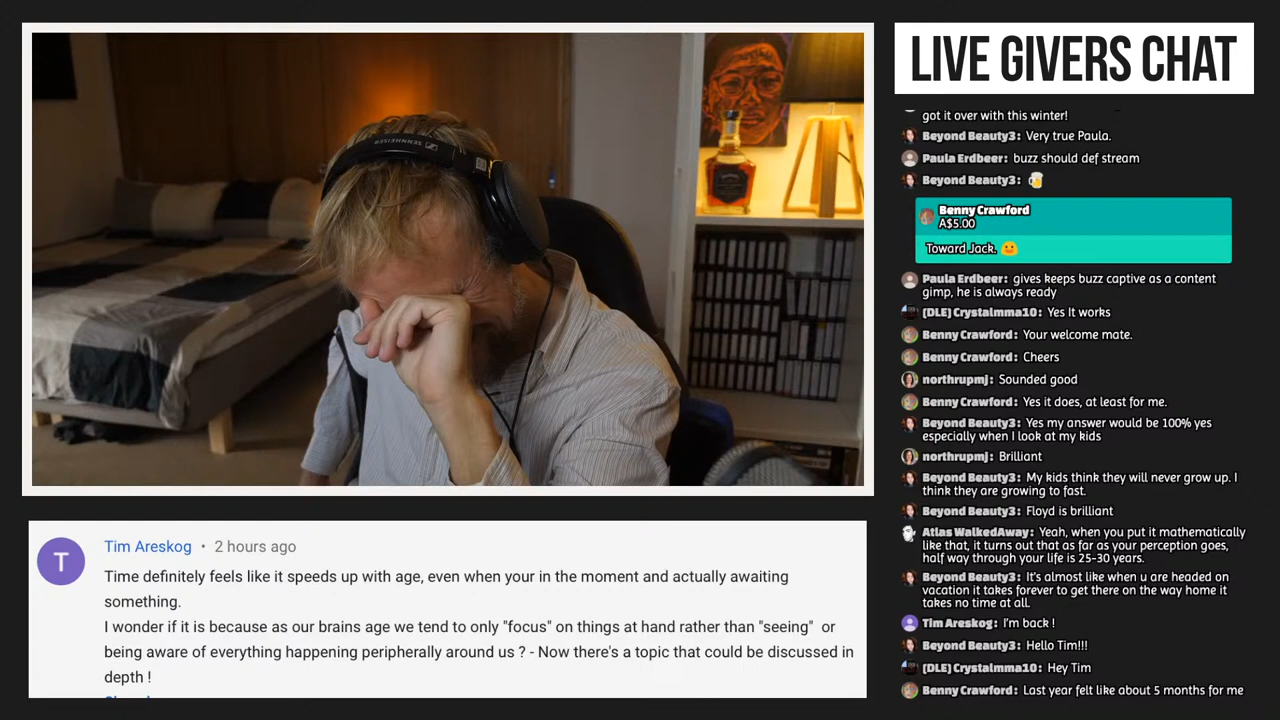 LIVE GIVERS CHAT
SENNHEISER
got it over with this winter!
Beyond Beauty3: Very true Paula.
Paula Erdbeer: buzz should def stream
Beyond Beauty3: 🍺
Benny Crawford
A$5.00
Toward Jack. 🙂
Paula Erdbeer: gives keeps buzz captive as a content
gimp, he is always ready
(DLE) Crystalmma10: Yes It works
Benny Crawford: Your welcome mate.
Benny Crawford: Cheers
northrupmj: Sounded good
Benny Crawford: Yes it does, at least for me.
Beyond Beauty3: Yes my answer would be 100% yes
especially when I look at my kids
northrupmj: Brilliant
Beyond Beauty3: My kids think they will never grow up. I
think they are growing to fast.
Beyond Beauty3: Floyd is brilliant
Atlas WalkedAway: Yeah, when you put it mathematically
like that, it turns out that as far as your perception goes,
half way through your life is 25-30 years.
Beyond Beauty3: It's almost like when u are headed on
vacation it takes forever to get there on the way home it
takes no time at all.
Tim Areskog: I'm back !
Beyond Beauty3: Hello Tim!!!
(DLE) Crystalmma10: Hey Tim
Benny Crawford: Last year felt like about 5 months for me
T
Tim Areskog • 2 hours ago
Time definitely feels like it speeds up with age, even when your in the moment and actually awaiting
something.
I wonder if it is because as our brains age we tend to only "focus" on things at hand rather than "seeing" or
being aware of everything happening peripherally around us ? - Now there's a topic that could be discussed in
depth !